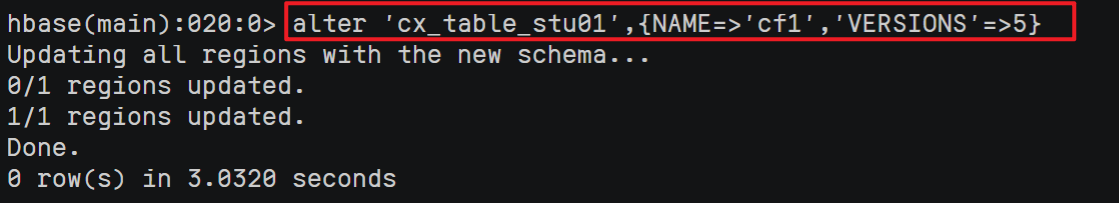 hbase(main):020:0> alter 'cx_table_stu01',{NAME=>'cf1','VERSIONS'=>5}
Updating all regions with the new schema...
0/1 regions updated.
1/1 regions updated.
Done.
0 row(s) in 3.0320 seconds